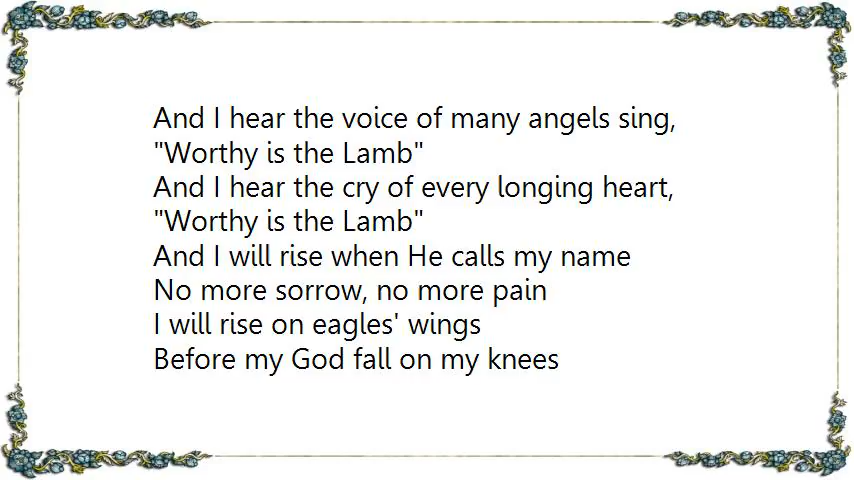 And I hear the voice of many angels sing,
"Worthy is the Lamb"
And I hear the cry of every longing heart,
"Worthy is the Lamb"
And I will rise when He calls my name
No more sorrow, no more pain
I will rise on eagles' wings
Before my God fall on my knees